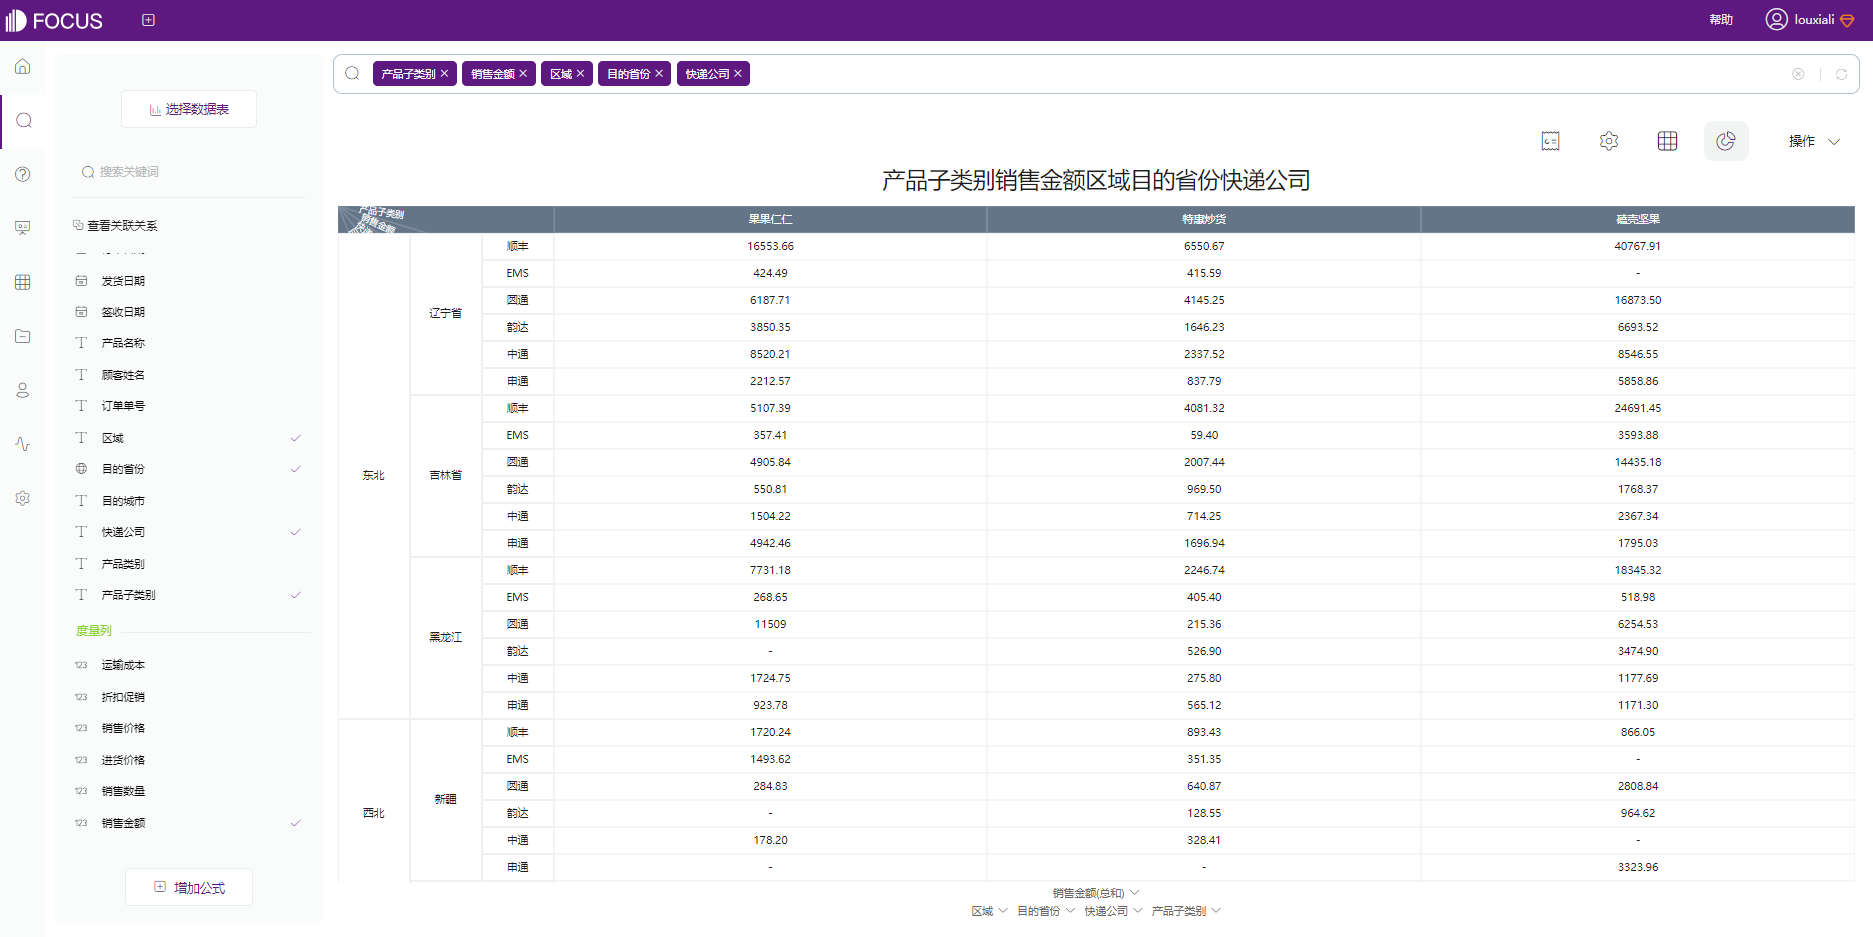 FOCUS
帮助
louxiali
选择数据表
搜索关键词
查看关联关系
发货日期
签收日期
产品名称
顾客姓名
订单单号
区域
目的省份
目的城市
快递公司
产品类别
产品子类别
度量列
123 运输成本
123 折扣促销
123 销售价格
123 进货价格
123 销售数量
123 销售金额
增加公式
产品子类别 销售金额 区域 目的省份 快递公司
操作
产品子类别销售金额区域目的省份快递公司
产品子类别
销售金额
果果仁仁 特惠炒货 磕壳坚果
东北 辽宁省 顺丰 16553.66 6550.67 40767.91
EMS 424.49 415.59 -
圆通 6187.71 4145.25 16873.50
韵达 3850.35 1646.23 6693.52
中通 8520.21 2337.52 8546.55
申通 2212.57 837.79 5858.86
吉林省 顺丰 5107.39 4081.32 24691.45
EMS 357.41 59.40 3593.88
圆通 4905.84 2007.44 14435.18
韵达 550.81 969.50 1768.37
中通 1504.22 714.25 2367.34
申通 4942.46 1696.94 1795.03
黑龙江 顺丰 7731.18 2246.74 18345.32
EMS 268.65 405.40 518.98
圆通 11509 215.36 6254.53
韵达 - 526.90 3474.90
中通 1724.75 275.80 1177.69
申通 923.78 565.12 1171.30
西北 新疆 顺丰 1720.24 893.43 866.05
EMS 1493.62 351.35 -
圆通 284.83 640.87 2808.84
韵达 - 128.55 964.62
中通 178.20 328.41 -
申通 - - 3323.96
销售金额(总和)
区域 目的省份 快递公司 产品子类别